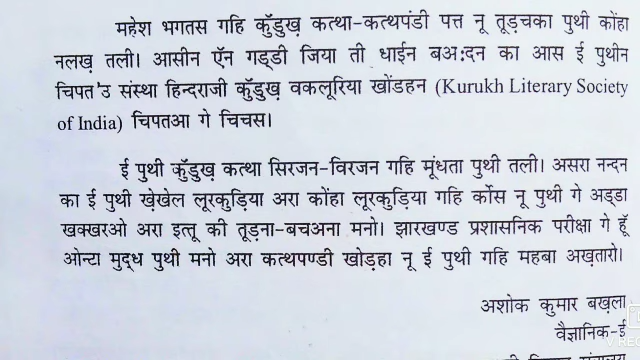 महेश भगतस गहि कुँड़ुख़ कत्था-कत्थपंडी पत्त नू तूड़चका पुथी कोंहा
नलख़ तली। आसीन ऍन गड्डी जिया ती धाईन बअ:दन का आस ई पुथीन
चिपत'उ संस्था हिन्दराजी कुँड़ुख़ वकलूरिया खोंडहन (Kurukh Literary Society
of India) चिपतआ गे चिचस।
ई पुथी कुँड़ुख़ कत्था सिरजन-विरजन गहि मूंधता पुथी तली। असरा नन्दन
का ई पुथी खे़खेल लूरकुड़िया अरा कोंहा लूरकुड़िया गहि कोंस नू पुथी गे अड्डा
खक्खरओ अरा इत्तू की तूड़ना-बचअना मनो। झारखण्ड प्रशासनिक परीक्षा गे हूँ
ओन्टा मुद्ध पुथी मनो अरा कत्थपण्डी खोड़हा नू ई पुथी गहि महबा अख़तारो।
अशोक कुमार बख़ला
वैज्ञानिक-ई